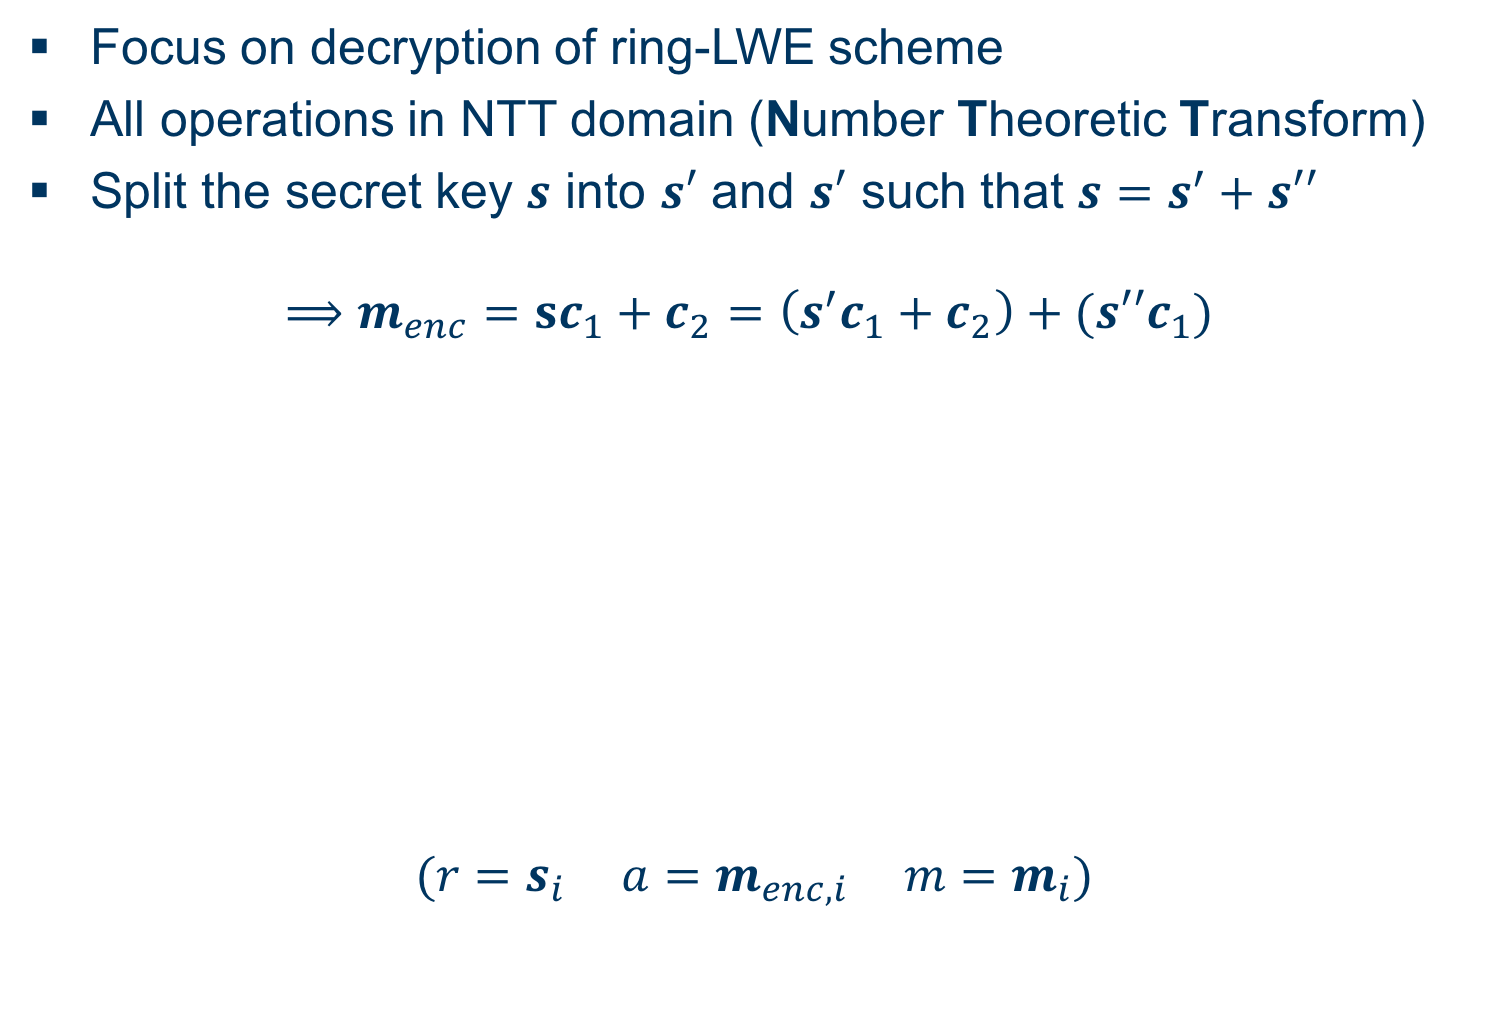 ▪ Focus on decryption of ring-LWE scheme
▪ All operations in NTT domain (Number Theoretic Transform)
▪ Split the secret key s into s′ and s′ such that s = s′ + s′′
⟹ m_enc = sc_1 + c_2 = (s′c_1 + c_2) + (s′′c_1)
(r = s_i a = m_enc,i m = m_i)